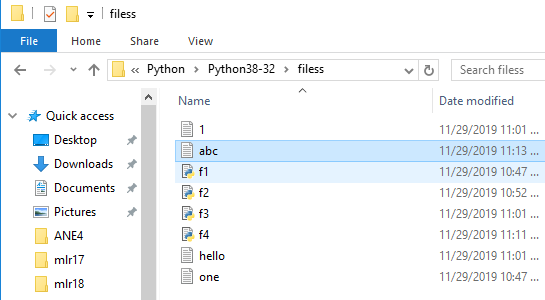 filess
File Home Share View
« Python > Python38-32 > filess Search filess
Quick access
Desktop
Downloads
Documents
Pictures
ANE4
mlr17
mlr18
Name Date modified
1 11/29/2019 11:01 ...
abc 11/29/2019 11:13 ...
f1 11/29/2019 10:47 ...
f2 11/29/2019 10:52 ...
f3 11/29/2019 11:01 ...
f4 11/29/2019 11:11 ...
hello 11/29/2019 11:01 ...
one 11/29/2019 10:47 ...